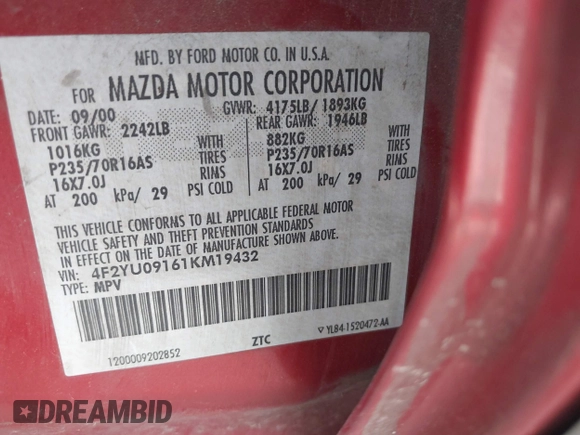 MFD. BY FORD MOTOR CO. IN U.S.A.
FOR MAZDA MOTOR CORPORATION
DATE: 09/00 GVWR: 4175LB/ 1893KG
FRONT GAWR: 2242LB REAR GAWR: 1946LB
1016KG WITH 882KG WITH
P235/70R16AS TIRES P235/70R16AS TIRES
16X7.0J RIMS 16X7.0J RIMS
AT 200 kPa/ 29 PSI COLD AT 200 kPa/ 29 PSI COLD
THIS VEHICLE CONFORMS TO ALL APPLICABLE FEDERAL MOTOR
VEHICLE SAFETY AND THEFT PREVENTION STANDARDS
IN EFFECT ON THE DATE OF MANUFACTURE SHOWN ABOVE.
VIN: 4F2YU09161KM19432
TYPE: MPV
1200009202852 ZTC YL84-1520472-AA
DREAMBID